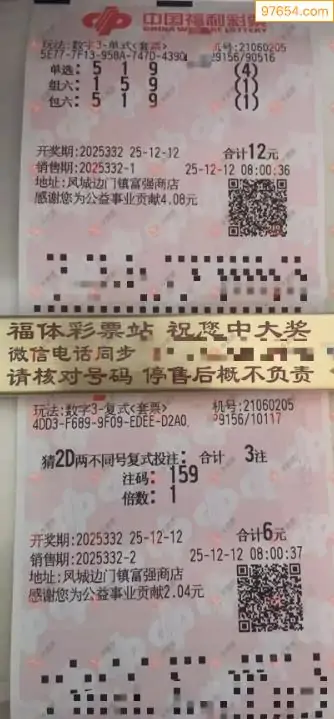 97654.com
中国福利彩票
CHINA WELFARE LOTTERY
玩法:数字3-单式<套票> 机号:21060205
5E77-7F13-958A-747D-4390 29156/90516
单选: 5 1 9 (4)
组六: 1 5 9 (1)
包六: 5 1 9 (1)
开奖期:2025332 25-12-12 合计12元
销售期:2025332-1 25-12-12 08:00:36
地址:凤城边门镇富强商店
感谢您为公益事业贡献4.08元
福体彩票站 祝您中大奖
微信电话同步
请核对号码 停售后概不负责
玩法:数字3-复式<套票> 机号:21060205
4DD3-F689-9F09-EDEE-D2A0 9156/10117
猜2D两不同号复式投注: 合计 3注
注码: 159
倍数: 1
开奖期:2025332 25-12-12 合计6元
销售期:2025332-2 25-12-12 08:00:37
地址:凤城边门镇富强商店
感谢您为公益事业贡献2.04元